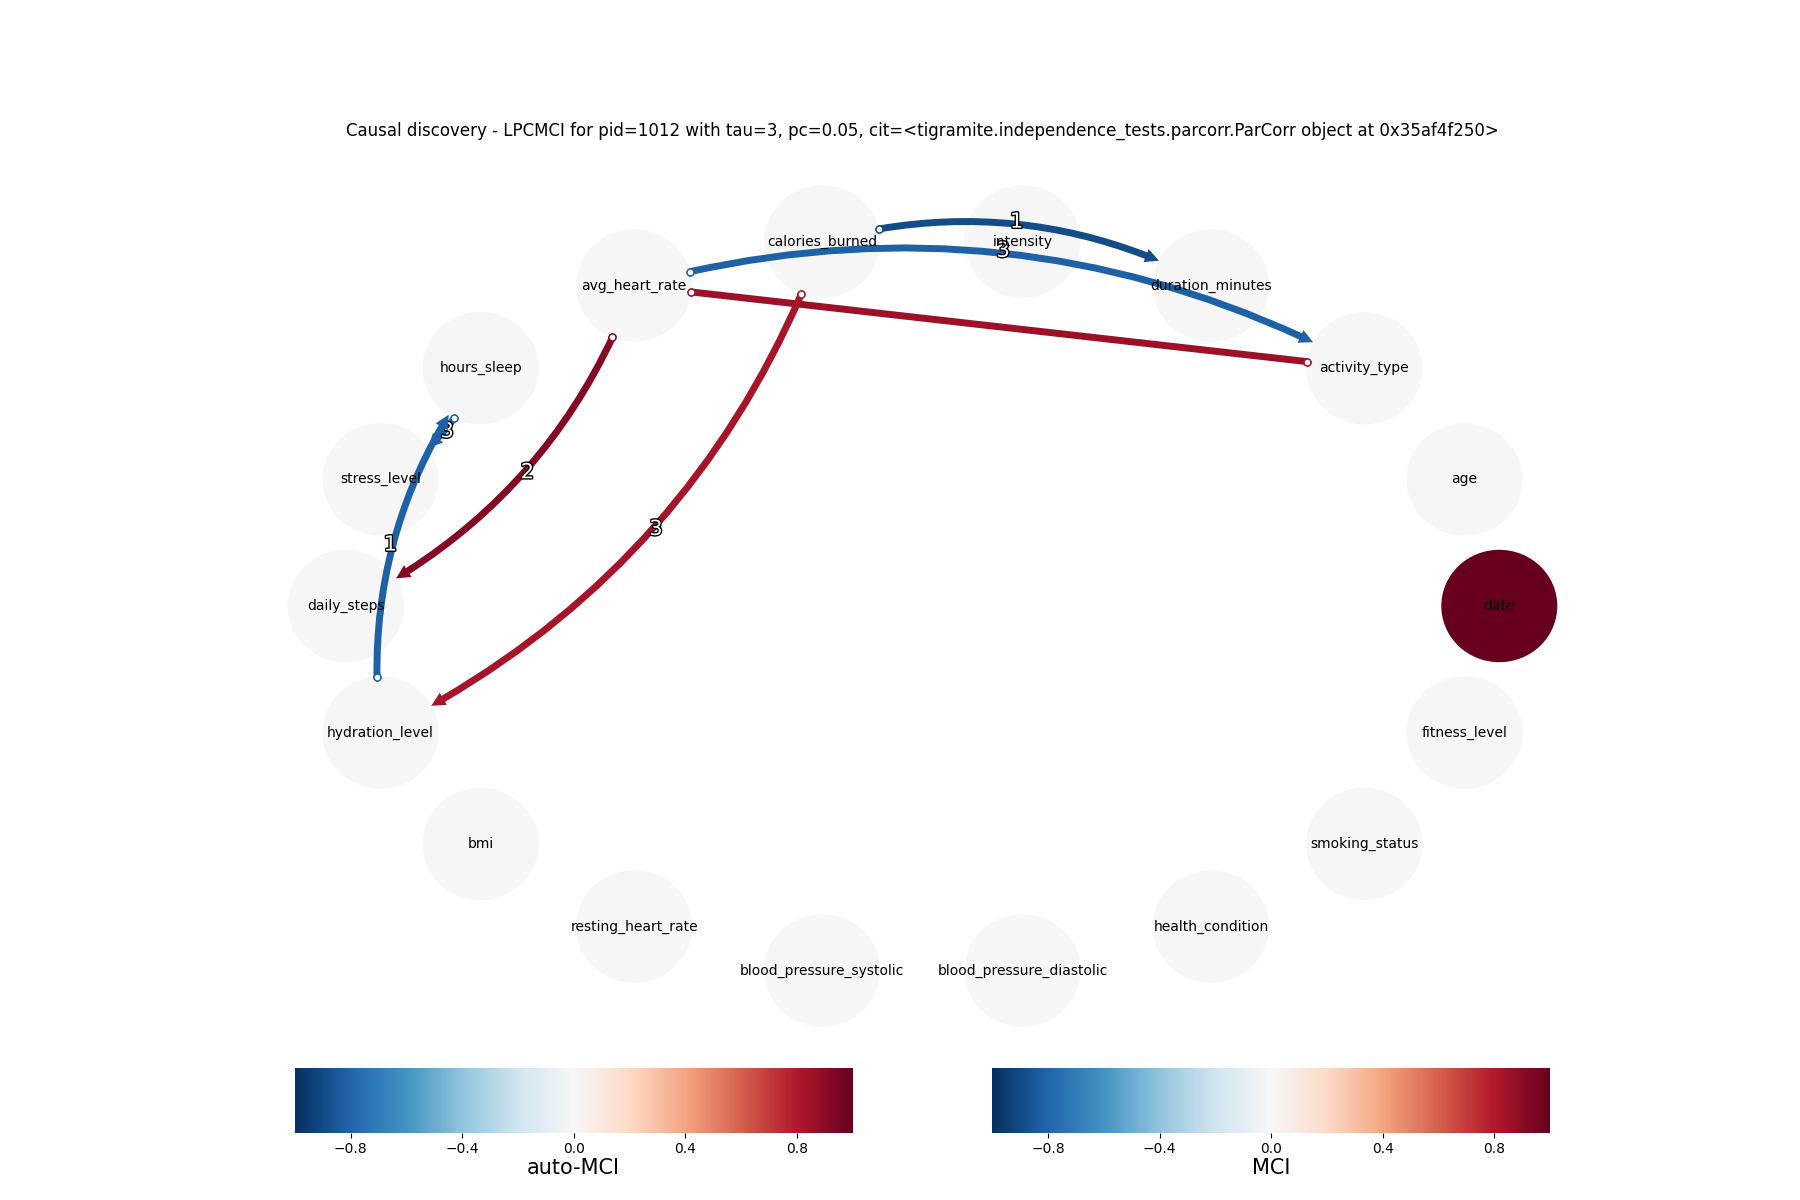 Causal discovery - LPCMCI for pid=1012 with tau=3, pc=0.05, cit=<tigramite.independence_tests.parcorr.ParCorr object at 0x35af4f250>
1
calories_burned
intensity
3
avg_heart_rate
duration_minutes
hours_sleep
activity_type
3
2
stress_level
age
3
1
daily_steps
date
hydration_level
fitness_level
bmi
smoking_status
resting_heart_rate
health_condition
blood_pressure_systolic
blood_pressure_diastolic
−0.8 −0.4 0.0 0.4 0.8
auto-MCI
−0.8 −0.4 0.0 0.4 0.8
MCI